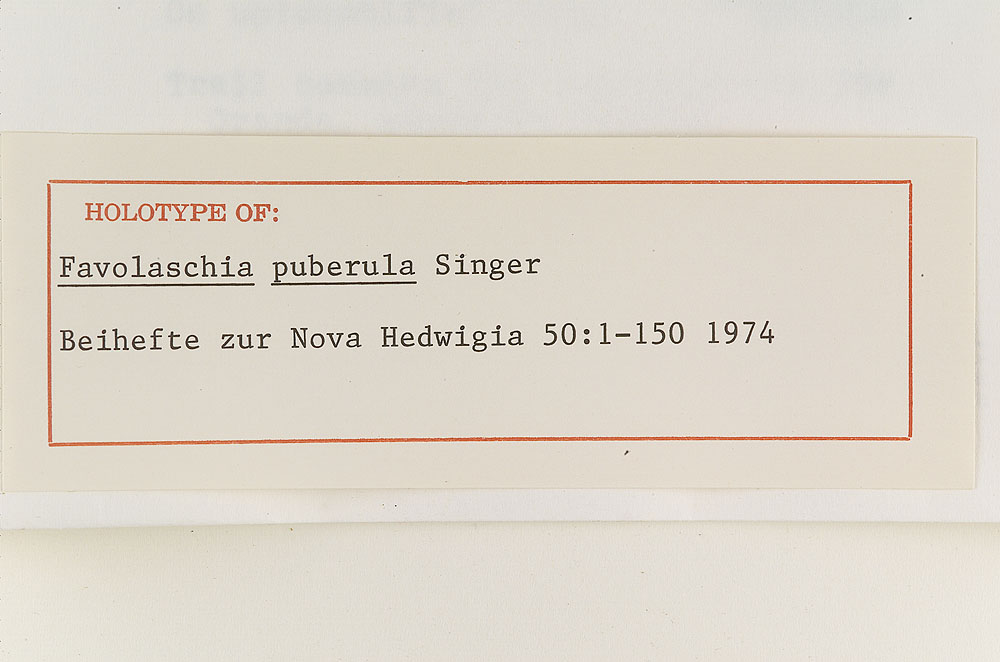 HOLOTYPE OF:
Favolaschia puberula Singer
Beihefte zur Nova Hedwigia 50:1-150 1974